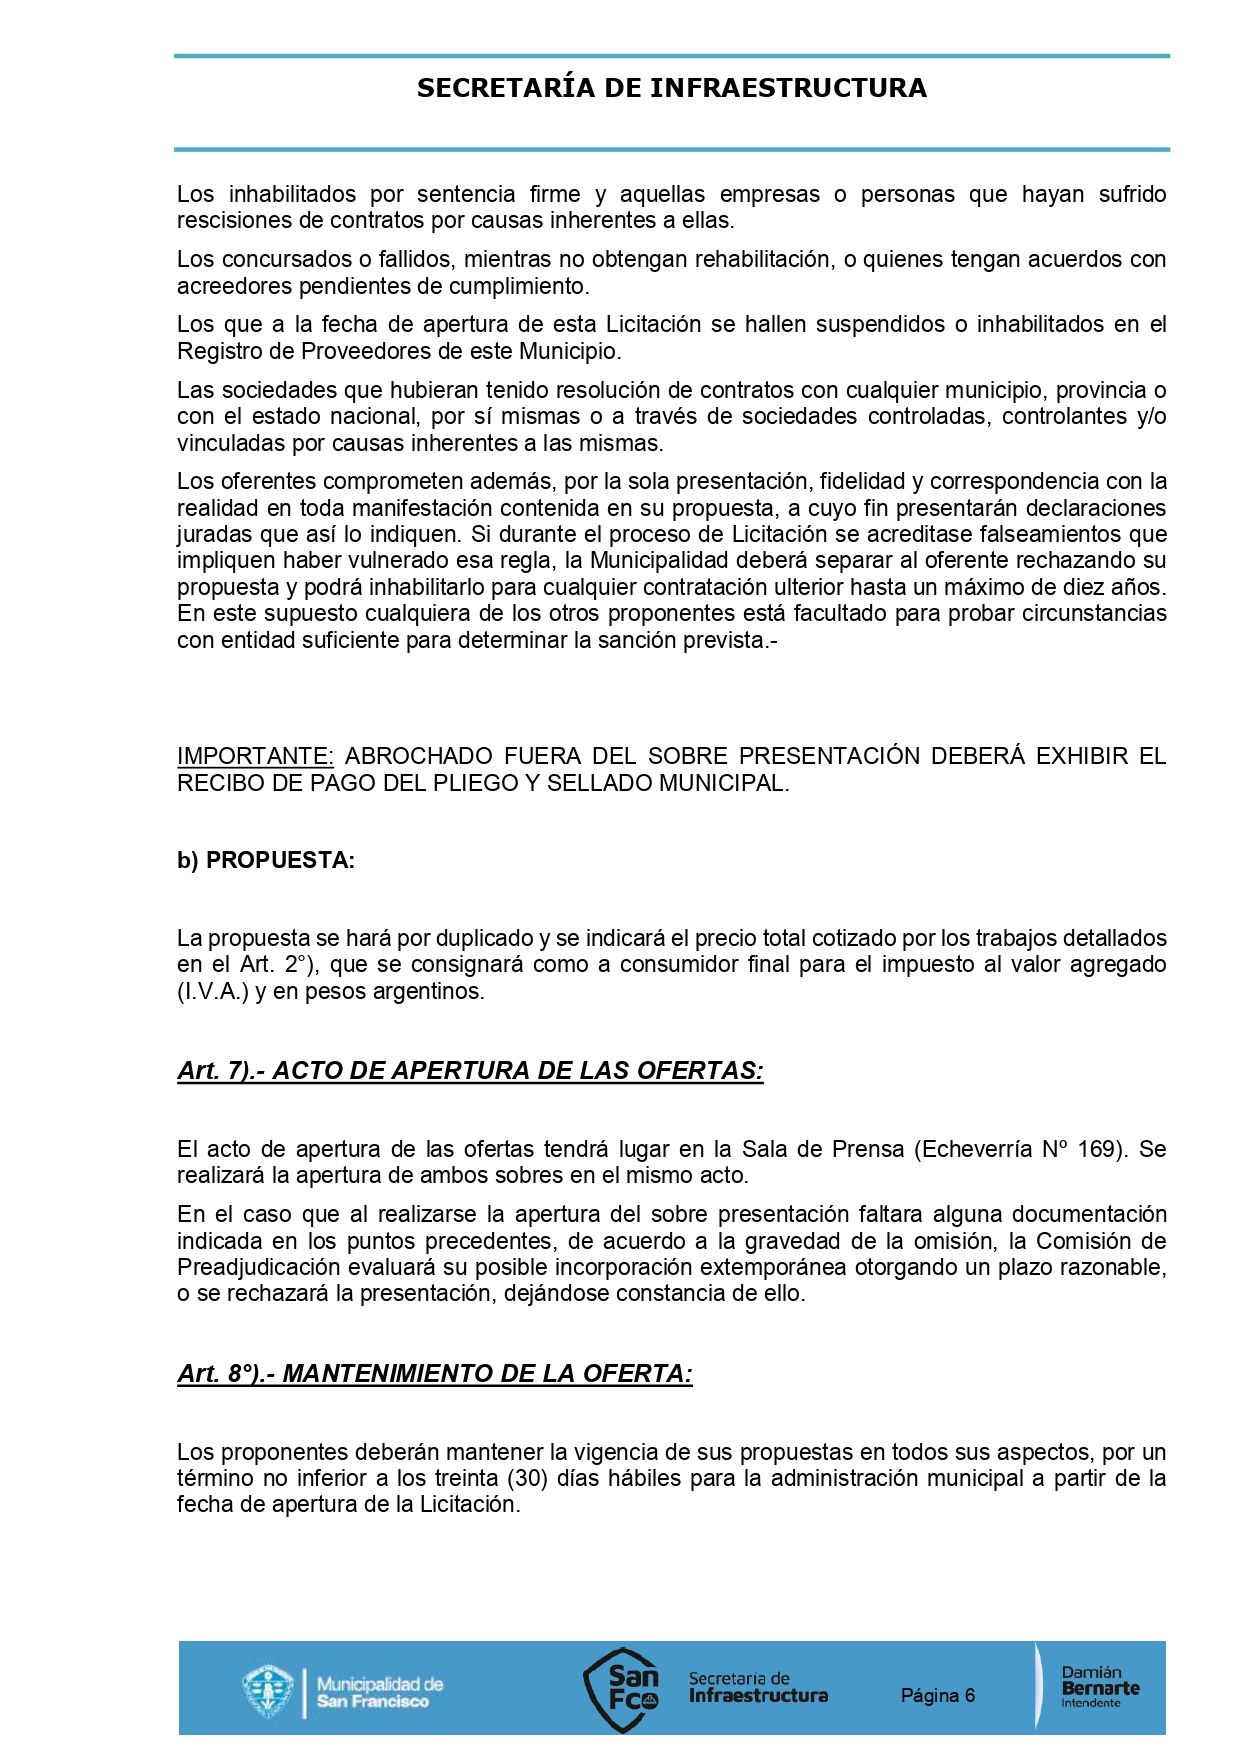 SECRETARÍA DE INFRAESTRUCTURA
Los inhabilitados por sentencia firme y aquellas empresas o personas que hayan sufrido
rescisiones de contratos por causas inherentes a ellas.
Los concursados o fallidos, mientras no obtengan rehabilitación, o quienes tengan acuerdos con
acreedores pendientes de cumplimiento.
Los que a la fecha de apertura de esta Licitación se hallen suspendidos o inhabilitados en el
Registro de Proveedores de este Municipio.
Las sociedades que hubieran tenido resolución de contratos con cualquier municipio, provincia o
con el estado nacional, por sí mismas o a través de sociedades controladas, controlantes y/o
vinculadas por causas inherentes a las mismas.
Los oferentes comprometen además, por la sola presentación, fidelidad y correspondencia con la
realidad en toda manifestación contenida en su propuesta, a cuyo fin presentarán declaraciones
juradas que así lo indiquen. Si durante el proceso de Licitación se acreditase falseamientos que
impliquen haber vulnerado esa regla, la Municipalidad deberá separar al oferente rechazando su
propuesta y podrá inhabilitarlo para cualquier contratación ulterior hasta un máximo de diez años.
En este supuesto cualquiera de los otros proponentes está facultado para probar circunstancias
con entidad suficiente para determinar la sanción prevista.-
IMPORTANTE: ABROCHADO FUERA DEL SOBRE PRESENTACIÓN DEBERÁ EXHIBIR EL
RECIBO DE PAGO DEL PLIEGO Y SELLADO MUNICIPAL.
b) PROPUESTA:
La propuesta se hará por duplicado y se indicará el precio total cotizado por los trabajos detallados
en el Art. 2°), que se consignará como a consumidor final para el impuesto al valor agregado
(I.V.A.) y en pesos argentinos.
Art. 7).- ACTO DE APERTURA DE LAS OFERTAS:
El acto de apertura de las ofertas tendrá lugar en la Sala de Prensa (Echeverría Nº 169). Se
realizará la apertura de ambos sobres en el mismo acto.
En el caso que al realizarse la apertura del sobre presentación faltara alguna documentación
indicada en los puntos precedentes, de acuerdo a la gravedad de la omisión, la Comisión de
Preadjudicación evaluará su posible incorporación extemporánea otorgando un plazo razonable,
o se rechazará la presentación, dejándose constancia de ello.
Art. 8°).- MANTENIMIENTO DE LA OFERTA:
Los proponentes deberán mantener la vigencia de sus propuestas en todos sus aspectos, por un
término no inferior a los treinta (30) días hábiles para la administración municipal a partir de la
fecha de apertura de la Licitación.
Municipalidad de
San Francisco
San
Fco
Secretaría de
Infraestructura
Página 6
Damián
Bernarte
Intendente